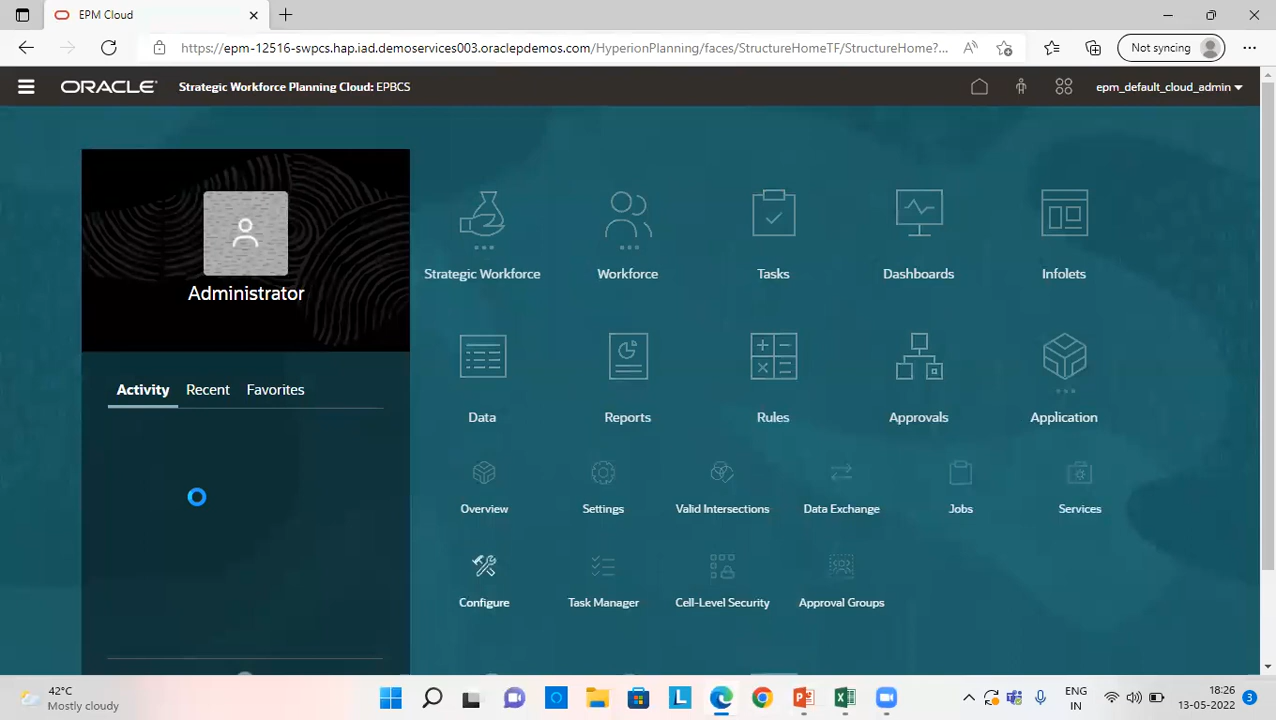 EPM Cloud
https://epm-12516-swpcs.nap.iad.demoservices003.oraclepdemos.com/HyperionPlanning/faces/StructureHomeTF/StructureHome?...
Not syncing
ORACLE
Strategic Workforce Planning Cloud: EPBCS
epm_default_cloud_admin
Administrator
Activity
Recent
Favorites
Strategic Workforce
Workforce
Tasks
Dashboards
Infolets
Data
Reports
Rules
Approvals
Application
Overview
Settings
Valid Intersections
Data Exchange
Jobs
Services
Configure
Task Manager
Cell-Level Security
Approval Groups
42°C
Mostly cloudy
ENG
IN
18:26
13-05-2022
3